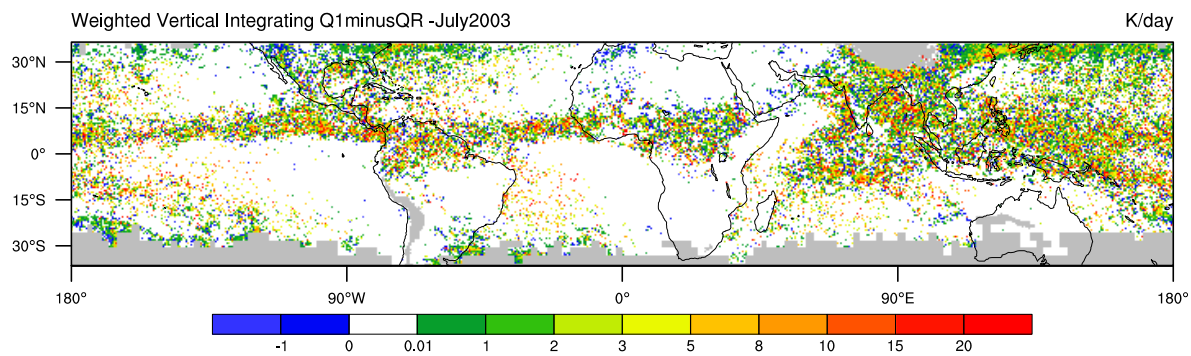 Weighted Vertical Integrating Q1minusQR -July2003 K/day
30°N
15°N
0°
15°S
30°S
180° 90°W 0° 90°E 180°
-1 0 0.01 1 2 3 5 8 10 15 20